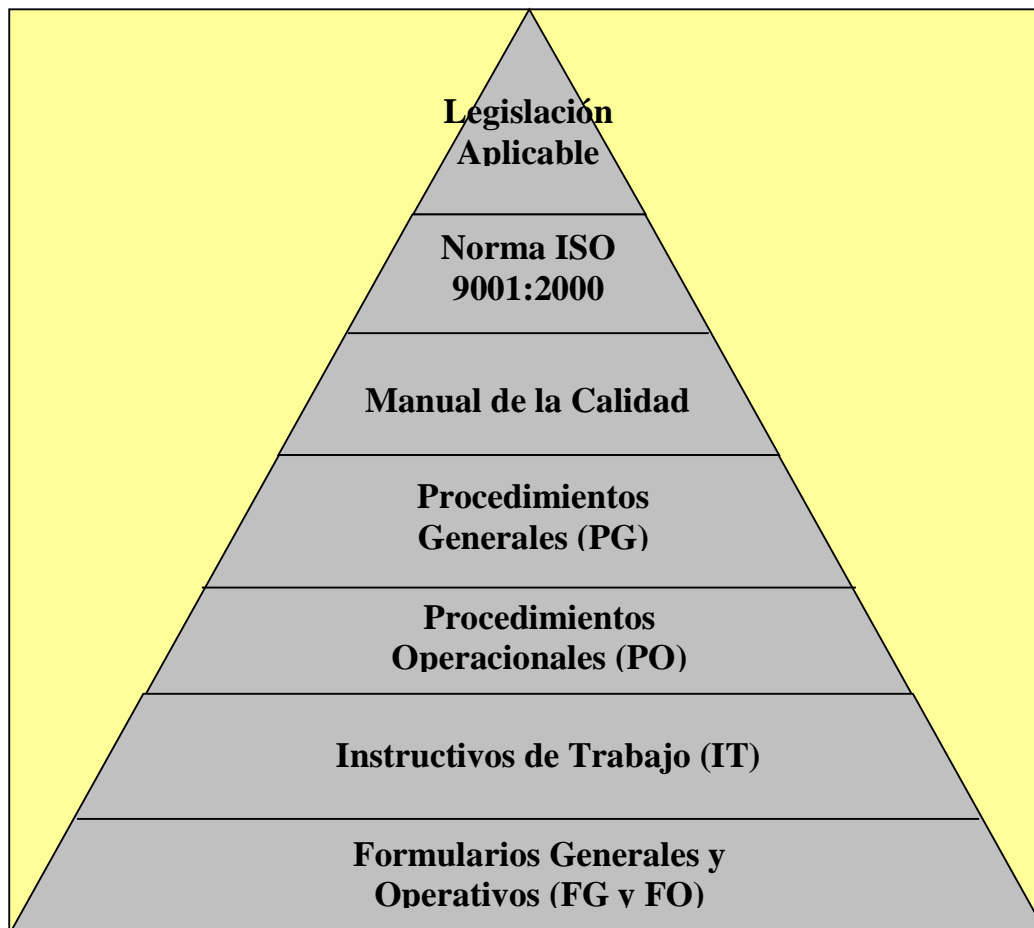 Legislación
Aplicable
Norma ISO
9001:2000
Manual de la Calidad
Procedimientos
Generales (PG)
Procedimientos
Operacionales (PO)
Instructivos de Trabajo (IT)
Formularios Generales y
Operativos (FG y FO)